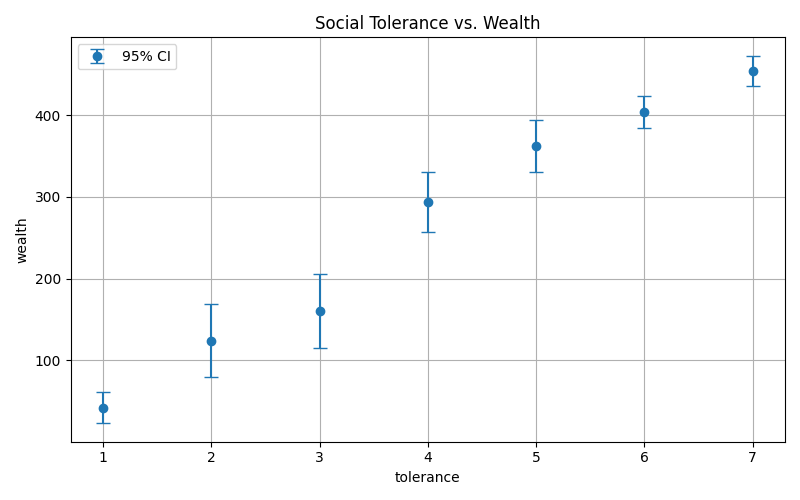 Social Tolerance vs. Wealth
95% CI
wealth
400
300
200
100
1 2 3 4 5 6 7
tolerance